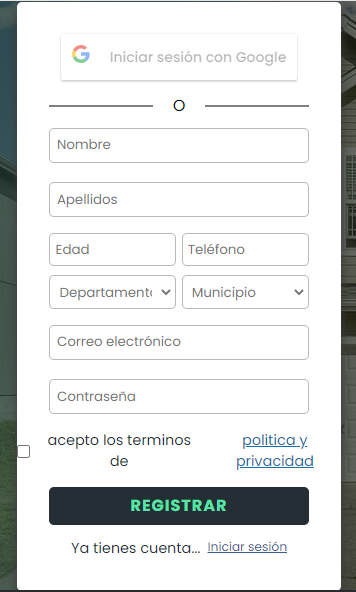 Iniciar sesión con Google
O
Nombre
Apellidos
Edad Teléfono
Departamento Municipio
Correo electrónico
Contraseña
acepto los terminos politica y
de privacidad
REGISTRAR
Ya tienes cuenta... Iniciar sesión